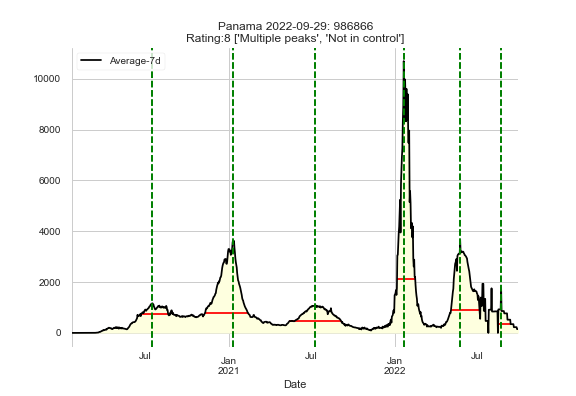 Panama 2022-09-29: 986866
Rating:8 ['Multiple peaks', 'Not in control']
Average-7d
10000
8000
6000
4000
2000
0
Jul
Jan
2021
Jul
Jan
2022
Jul
Date